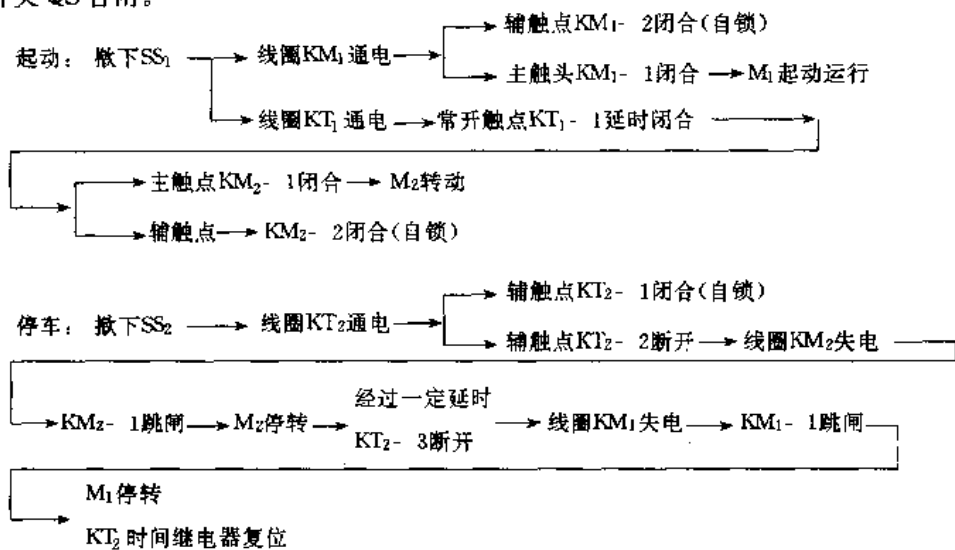 QS合闸。
起动： 撳下SS₁ → 线圈KM₁通电 → 辅触点KM₁- 2闭合(自锁)
→ 主触头KM₁- 1闭合 → M₁起动运行
→ 线圈KT₁通电 → 常开触点KT₁- 1延时闭合 →
→ 主触点KM₂- 1闭合 → M₂转动
→ 辅触点 → KM₂- 2闭合(自锁)
停车： 撳下SS₂ → 线圈KT₂通电 → 辅触点KT₂- 1闭合(自锁)
→ 辅触点KT₂- 2断开 → 线圈KM₂失电
→ KM₂- 1跳闸 → M₂停转 → 经过一定延时
KT₂- 3断开 → 线圈KM₁失电 → KM₁- 1跳闸
M₁停转
KT₂时间继电器复位